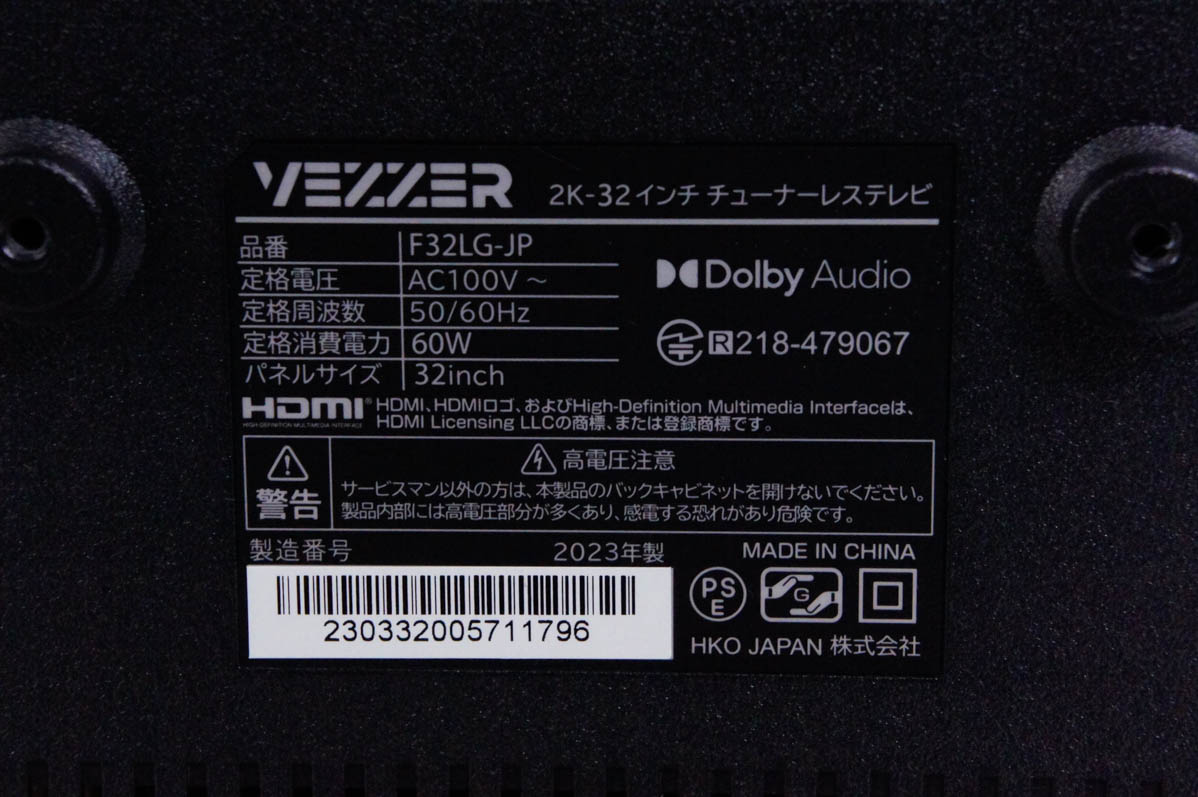 VEZZER 2K-32インチ チューナーレステレビ
品番 F32LG-JP
定格電圧 AC100V～
定格周波数 50/60Hz
定格消費電力 60W
パネルサイズ 32inch
Dolby Audio
R 218-479067
HDMI® HDMI、HDMIロゴ、およびHigh-Definition Multimedia Interfaceは、
HIGH-DEFINITION MULTIMEDIA INTERFACE HDMI Licensing LLCの商標、または登録商標です。
警告
高電圧注意
サービスマン以外の方は、本製品のバックキャビネットを開けないでください。
製品内部には高電圧部分が多くあり、感電する恐れがあり危険です。
製造番号 2023年製 MADE IN CHINA
230332005711796
PS
E
G
HKO JAPAN 株式会社